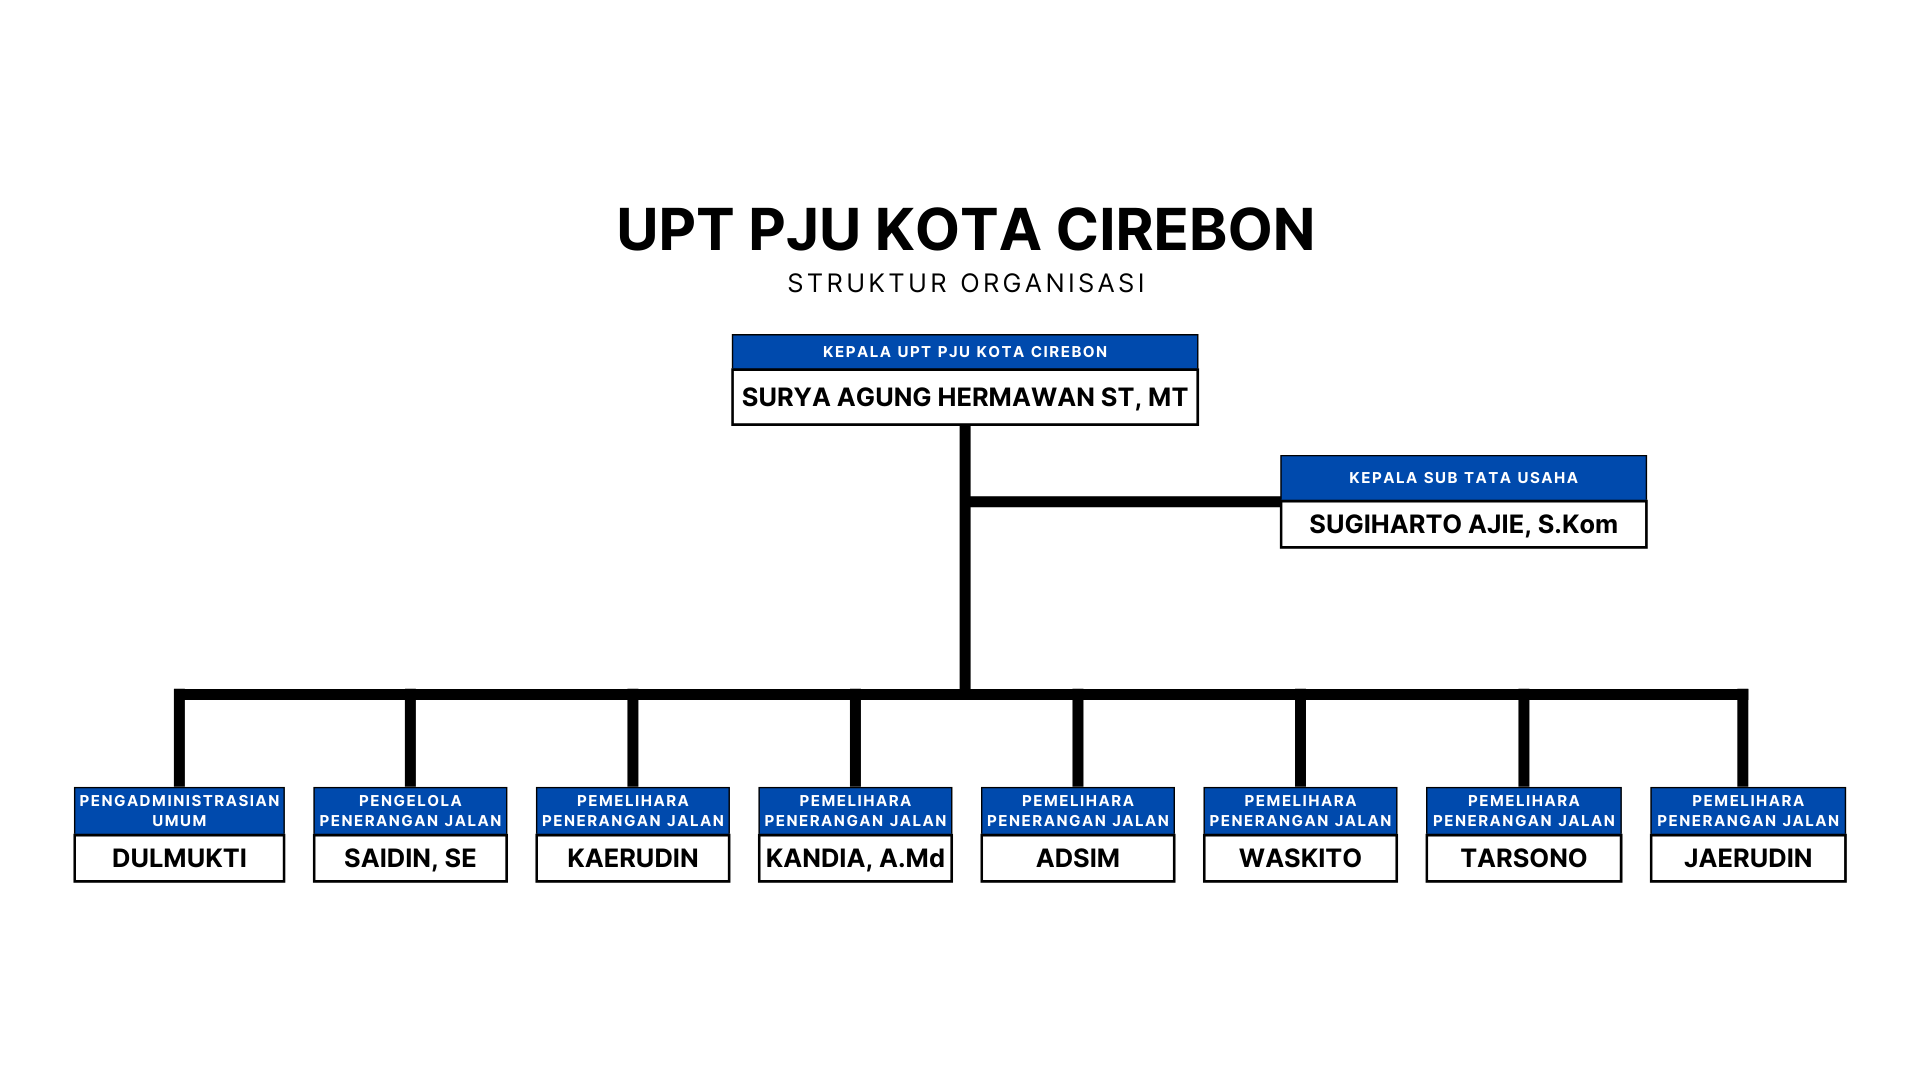 UPT PJU KOTA CIREBON
STRUKTUR ORGANISASI
KEPALA UPT PJU KOTA CIREBON
SURYA AGUNG HERMAWAN ST, MT
KEPALA SUB TATA USAHA
SUGIHARTO AJIE, S.Kom
PENGADMINISTRASIAN
UMUM
DULMUKTI
PENGELOLA
PENERANGAN JALAN
SAIDIN, SE
PEMELIHARA
PENERANGAN JALAN
KAERUDIN
PEMELIHARA
PENERANGAN JALAN
KANDIA, A.Md
PEMELIHARA
PENERANGAN JALAN
ADSIM
PEMELIHARA
PENERANGAN JALAN
WASKITO
PEMELIHARA
PENERANGAN JALAN
TARSONO
PEMELIHARA
PENERANGAN JALAN
JAERUDIN